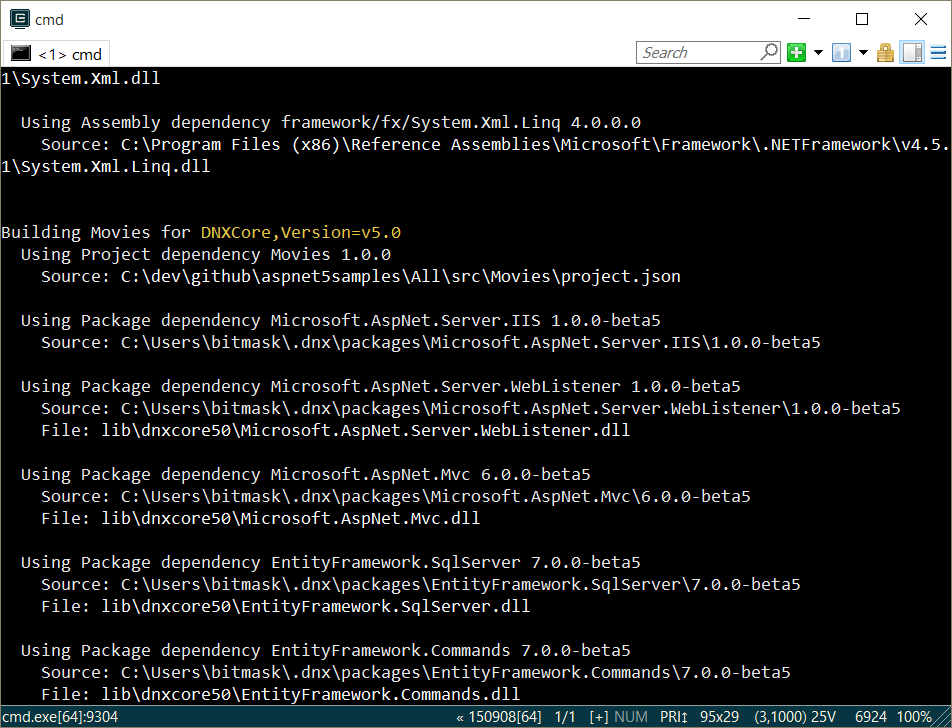 cmd
<1> cmd
Search
1\System.Xml.dll
Using Assembly dependency framework/fx/System.Xml.Linq 4.0.0.0
Source: C:\Program Files (x86)\Reference Assemblies\Microsoft\Framework\.NETFramework\v4.5.
1\System.Xml.Linq.dll
Building Movies for DNXCore,Version=v5.0
Using Project dependency Movies 1.0.0
Source: C:\dev\github\aspnet5samples\All\src\Movies\project.json
Using Package dependency Microsoft.AspNet.Server.IIS 1.0.0-beta5
Source: C:\Users\bitmask\.dnx\packages\Microsoft.AspNet.Server.IIS\1.0.0-beta5
Using Package dependency Microsoft.AspNet.Server.WebListener 1.0.0-beta5
Source: C:\Users\bitmask\.dnx\packages\Microsoft.AspNet.Server.WebListener\1.0.0-beta5
File: lib\dnxcore50\Microsoft.AspNet.Server.WebListener.dll
Using Package dependency Microsoft.AspNet.Mvc 6.0.0-beta5
Source: C:\Users\bitmask\.dnx\packages\Microsoft.AspNet.Mvc\6.0.0-beta5
File: lib\dnxcore50\Microsoft.AspNet.Mvc.dll
Using Package dependency EntityFramework.SqlServer 7.0.0-beta5
Source: C:\Users\bitmask\.dnx\packages\EntityFramework.SqlServer\7.0.0-beta5
File: lib\dnxcore50\EntityFramework.SqlServer.dll
Using Package dependency EntityFramework.Commands 7.0.0-beta5
Source: C:\Users\bitmask\.dnx\packages\EntityFramework.Commands\7.0.0-beta5
File: lib\dnxcore50\EntityFramework.Commands.dll
cmd.exe[64]:9304 « 150908[64] 1/1 [+] NUM PRI↕ 95x29 (3,1000) 25V 6924 100%